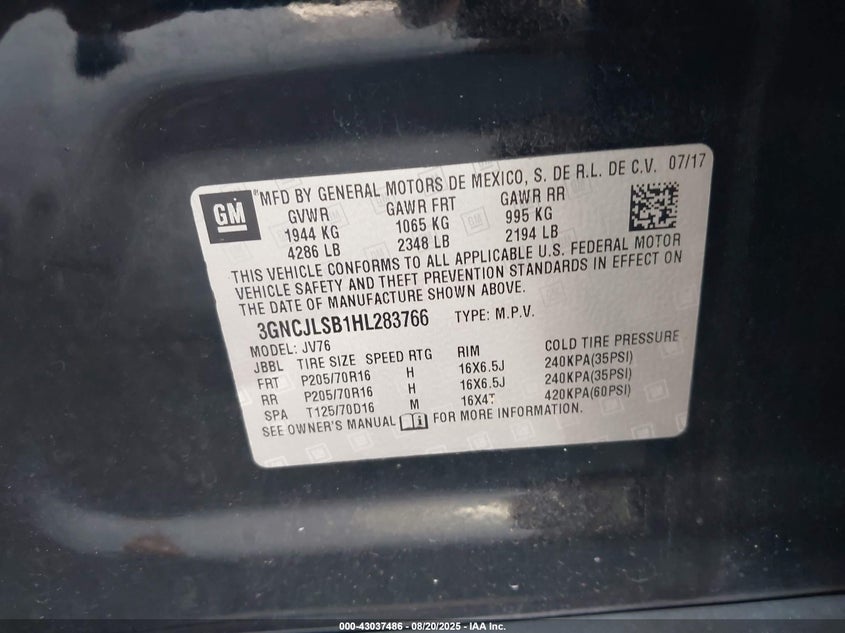 GM
MFD BY GENERAL MOTORS DE MEXICO, S. DE R.L. DE C.V. 07/17
GVWR GAWR FRT GAWR RR
1944 KG 1065 KG 995 KG
4286 LB 2348 LB 2194 LB
THIS VEHICLE CONFORMS TO ALL APPLICABLE U.S. FEDERAL MOTOR
VEHICLE SAFETY AND THEFT PREVENTION STANDARDS IN EFFECT ON
THE DATE OF MANUFACTURE SHOWN ABOVE.
3GNCJLSB1HL283766 TYPE: M.P.V.
MODEL: JV76
JBBL TIRE SIZE SPEED RTG RIM COLD TIRE PRESSURE
FRT P205/70R16 H 16X6.5J 240KPA(35PSI)
RR P205/70R16 H 16X6.5J 240KPA(35PSI)
SPA T125/70D16 M 16X4T 420KPA(60PSI)
SEE OWNER'S MANUAL FOR MORE INFORMATION.
000-43037486 - 08/20/2025 - IAA Inc.